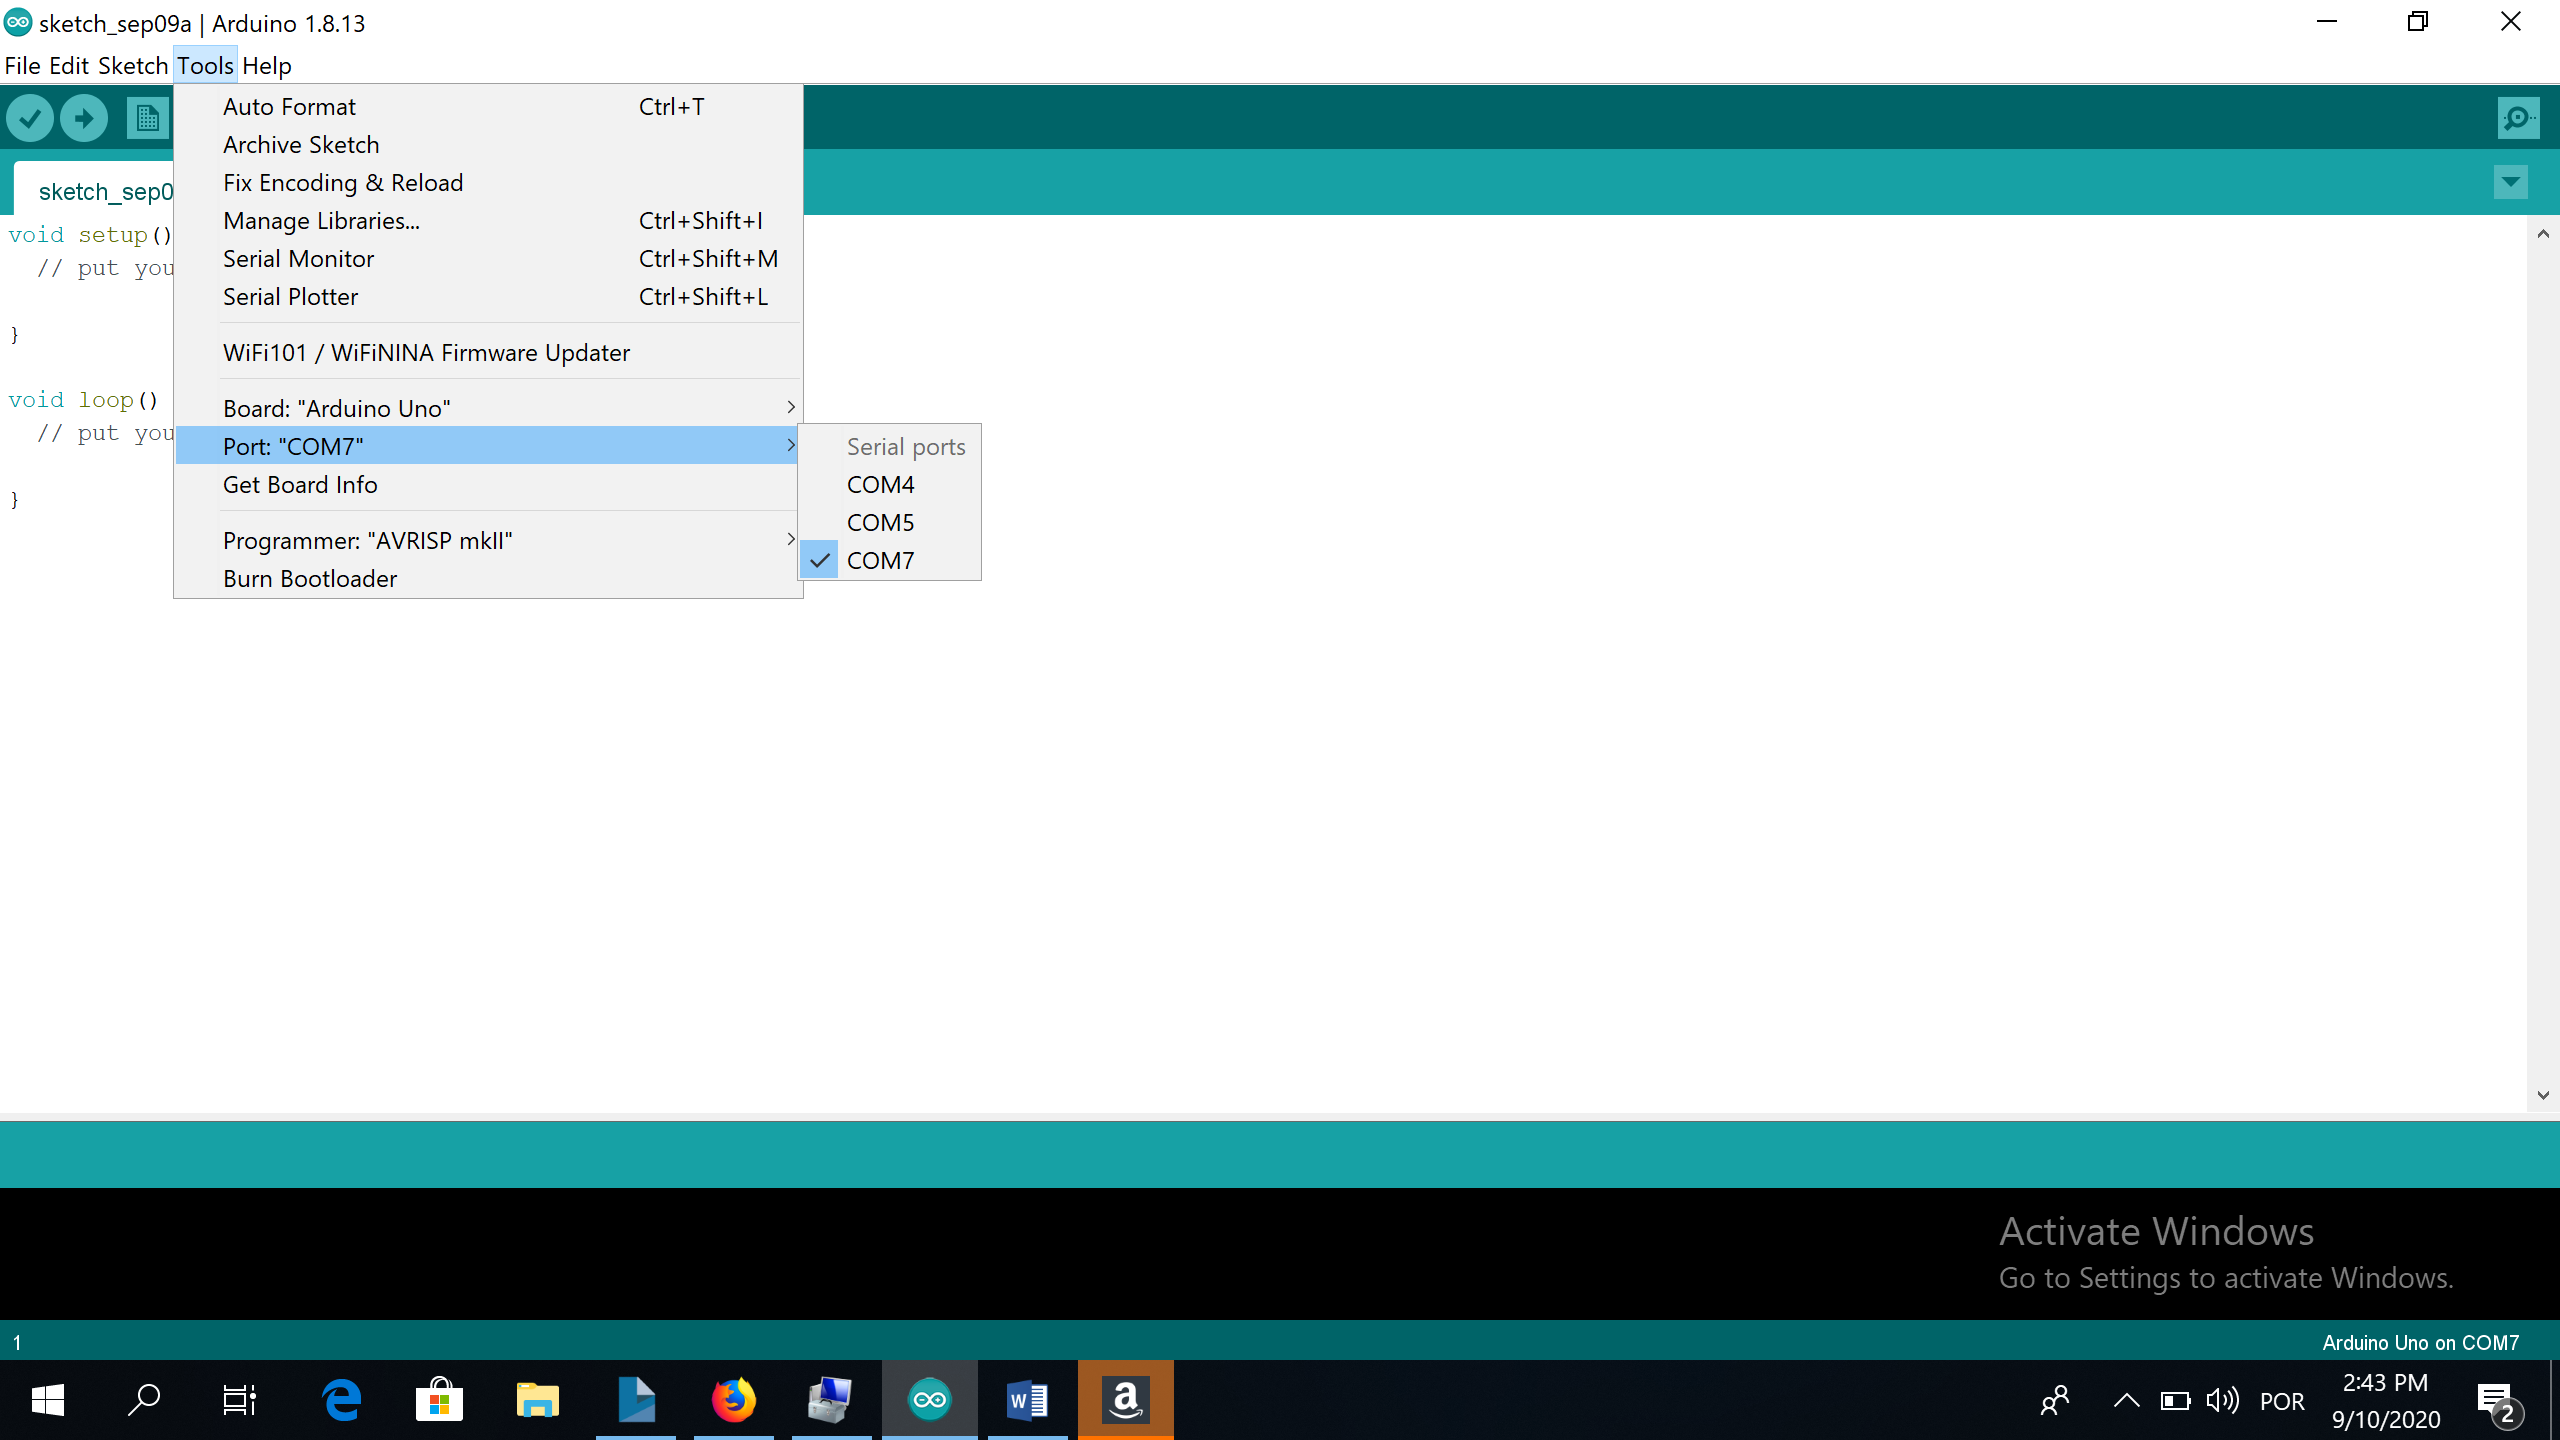 sketch_sep09a | Arduino 1.8.13
File Edit Sketch Tools Help
Auto Format Ctrl+T
Archive Sketch
Fix Encoding & Reload
Manage Libraries... Ctrl+Shift+I
Serial Monitor Ctrl+Shift+M
Serial Plotter Ctrl+Shift+L
WiFi101 / WiFiNINA Firmware Updater
Board: "Arduino Uno"
Port: "COM7"
Get Board Info
Programmer: "AVRISP mkII"
Burn Bootloader
Serial ports
COM4
COM5
COM7
sketch_sep0
void setup()
// put you
}
void loop()
// put you
}
Activate Windows
Go to Settings to activate Windows.
1 Arduino Uno on COM7
POR
2:43 PM
9/10/2020
2